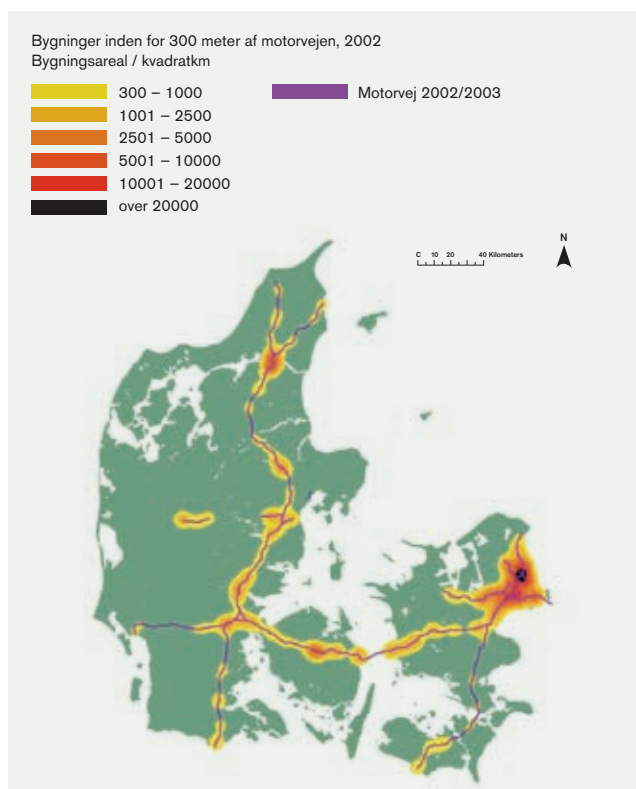 Bygninger inden for 300 meter af motorvejen, 2002
Bygningsareal / kvadratkm
300 – 1000
Motorvej 2002/2003
1001 – 2500
2501 – 5000
5001 – 10000
10001 – 20000
over 20000
N
C 10 20 40 Kilometers